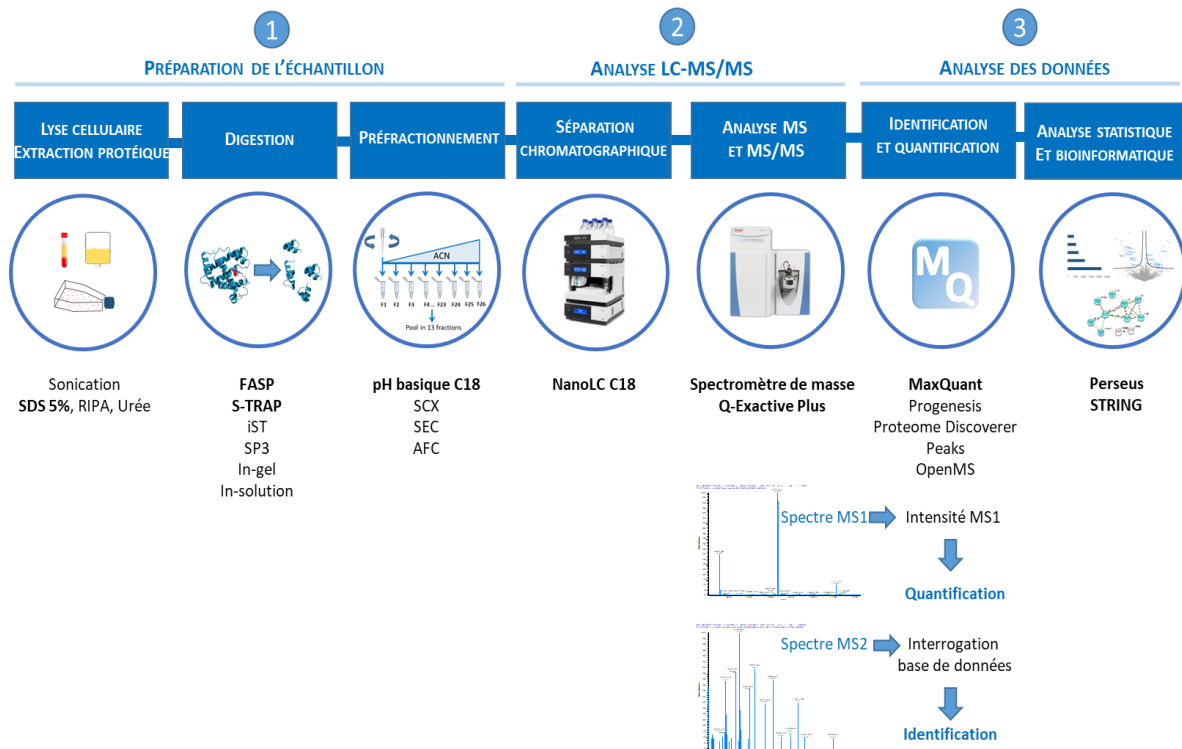 1
2
3
PRÉPARATION DE L'ÉCHANTILLON
ANALYSE LC-MS/MS
ANALYSE DES DONNÉES
LYSE CELLULAIRE
EXTRACTION PROTÉIQUE
DIGESTION
PRÉFRACTIONNEMENT
SÉPARATION
CHROMATOGRAPHIQUE
ANALYSE MS
ET MS/MS
IDENTIFICATION
ET QUANTIFICATION
ANALYSE STATISTIQUE
ET BIOINFORMATIQUE
ACN
F1 F2 F3 F4 ... F23 F24 F25 F26
Pool in 13 fractions
MQ
Sonication
SDS 5%, RIPA, Urée
FASP
S-TRAP
iST
SP3
In-gel
In-solution
pH basique C18
SCX
SEC
AFC
NanoLC C18
Spectromètre de masse
Q-Exactive Plus
MaxQuant
Progenesis
Proteome Discoverer
Peaks
OpenMS
Perseus
STRING
Spectre MS1
Intensité MS1
Quantification
Spectre MS2
Interrogation
base de données
Identification